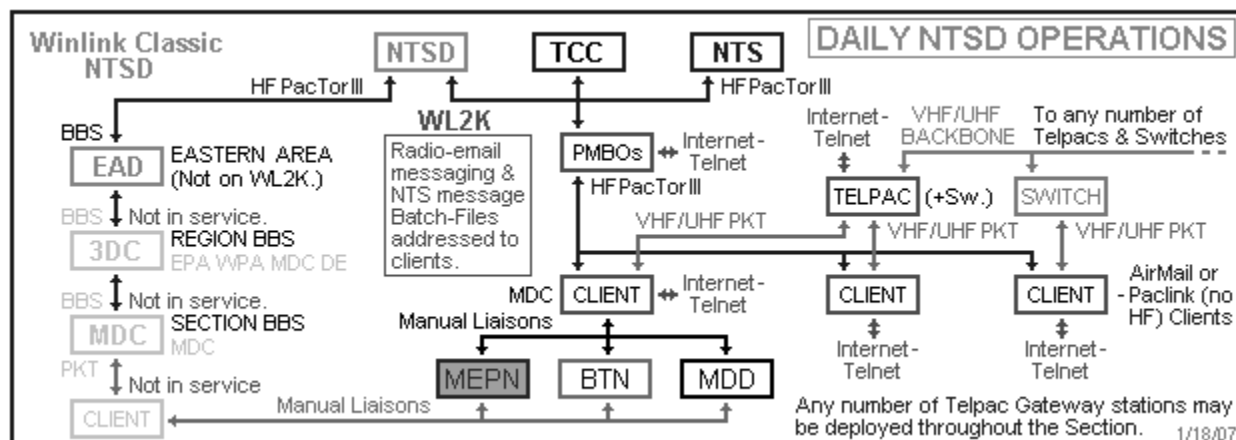 Winlink Classic
NTSD
NTSD
TCC
NTS
DAILY NTSD OPERATIONS
HF PacTor III
HF PacTor III
BBS
EAD
EASTERN AREA
(Not on WL2K.)
WL2K
Radio-email
messaging &
NTS message
Batch-Files
addressed to
clients.
PMBOs
Internet-
Telnet
HF PacTor III
Internet-
Telnet
VHF/UHF
BACKBONE
To any number of
Telpacs & Switches
TELPAC
(+Sw.)
SWITCH
BBS
Not in service.
3DC
REGION BBS
EPA WPA MDC DE
VHF/UHF PKT
VHF/UHF PKT
VHF/UHF PKT
BBS
Not in service.
MDC
SECTION BBS
MDC
MDC
CLIENT
Internet-
Telnet
CLIENT
CLIENT
AirMail or
- Paclink (no
HF) Clients
Manual Liaisons
Internet-
Telnet
Internet-
Telnet
PKT
Not in service
MEPN
BTN
MDD
CLIENT
Manual Liaisons
Any number of Telpac Gateway stations may
be deployed throughout the Section.
1/18/07